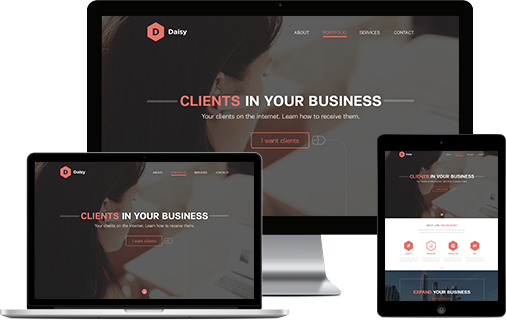 D Daisy
ABOUT PORTFOLIO SERVICES CONTACT
CLIENTS IN YOUR BUSINESS
Your clients on the internet. Learn how to receive them.
I want clients
D Daisy
ABOUT PORTFOLIO SERVICES CONTACT
CLIENTS IN YOUR BUSINESS
Your clients on the internet. Learn how to receive them.
I want clients
Daisy
CLIENTS IN YOUR BUSINESS
EXPAND YOUR BUSINESS